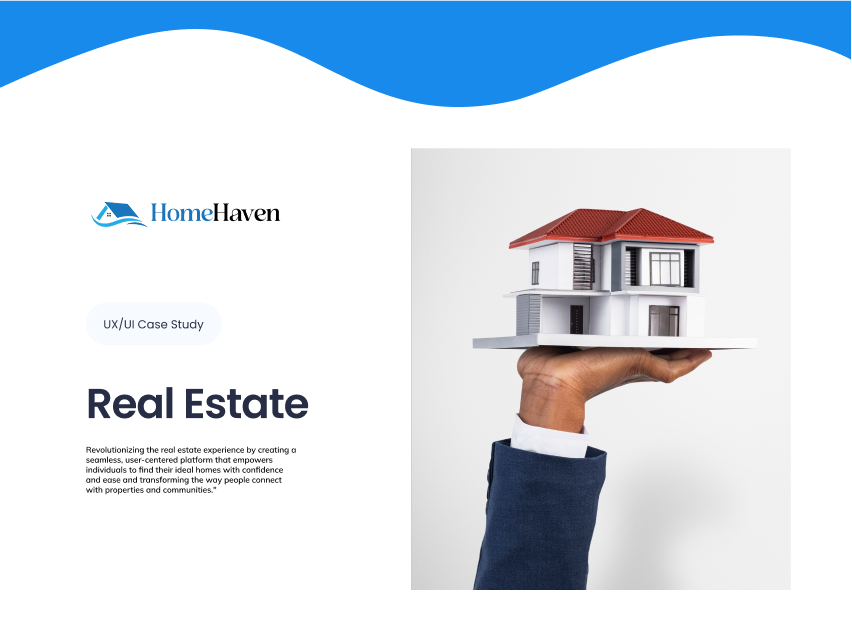 HomeHaven
UX/UI Case Study
Real Estate
Revolutionizing the real estate experience by creating a
seamless, user-centered platform that empowers
individuals to find their ideal homes with confidence
and ease and transforming the way people connect
with properties and communities."